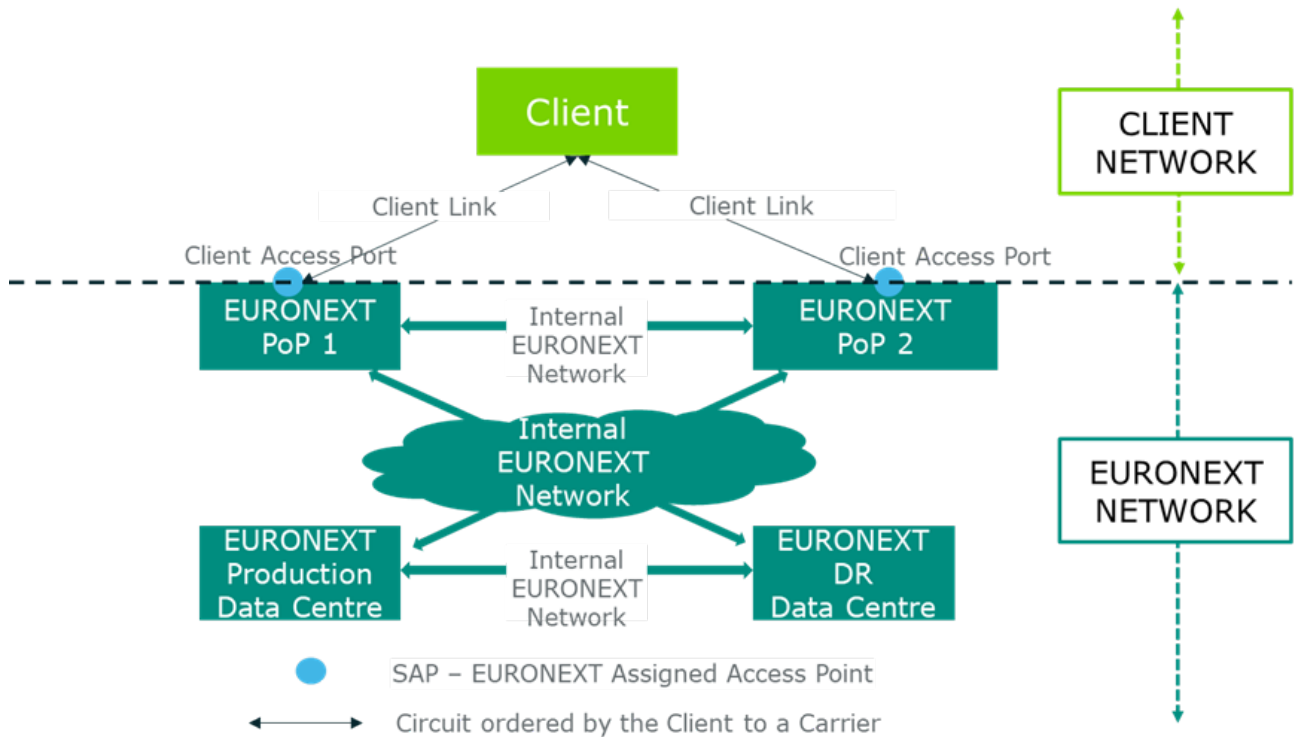 Client
CLIENT
NETWORK
Client Link
Client Link
Client Access Port
Client Access Port
EURONEXT
PoP 1
Internal
EURONEXT
Network
EURONEXT
PoP 2
Internal
EURONEXT
Network
EURONEXT
NETWORK
EURONEXT
Production
Data Centre
Internal
EURONEXT
Network
EURONEXT
DR
Data Centre
SAP – EURONEXT Assigned Access Point
Circuit ordered by the Client to a Carrier